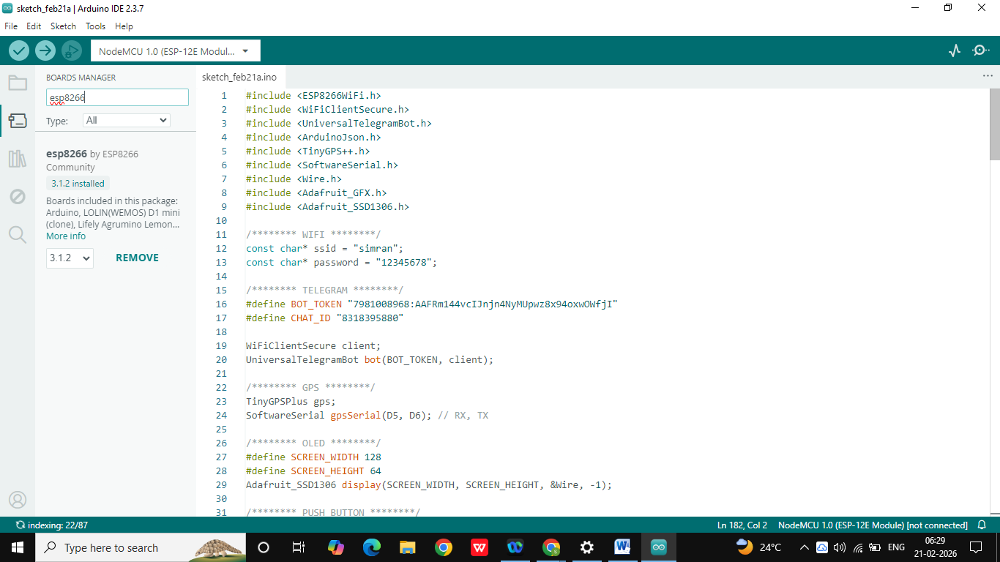 sketch_feb21a | Arduino IDE 2.3.7
File Edit Sketch Tools Help
NodeMCU 1.0 (ESP-12E Modul...
BOARDS MANAGER
esp8266
Type: All
esp8266 by ESP8266
Community
3.1.2 installed
Boards included in this package:
Arduino, LOLIN(WEMOS) D1 mini
(clone), Lifely Agrumino Lemon...
More info
3.1.2 REMOVE
sketch_feb21a.ino
1 #include <ESP8266WiFi.h>
2 #include <WiFiClientSecure.h>
3 #include <UniversalTelegramBot.h>
4 #include <ArduinoJson.h>
5 #include <TinyGPS++.h>
6 #include <SoftwareSerial.h>
7 #include <Wire.h>
8 #include <Adafruit_GFX.h>
9 #include <Adafruit_SSD1306.h>
10
11 /******** WIFI ********/
12 const char* ssid = "simran";
13 const char* password = "12345678";
14
15 /******** TELEGRAM ********/
16 #define BOT_TOKEN "7981008968:AAFRm144vcIJnjn4NyMUpwz8x94oxwOWfjI"
17 #define CHAT_ID "8318395880"
18
19 WiFiClientSecure client;
20 UniversalTelegramBot bot(BOT_TOKEN, client);
21
22 /******** GPS ********/
23 TinyGPSPlus gps;
24 SoftwareSerial gpsSerial(D5, D6); // RX, TX
25
26 /******** OLED ********/
27 #define SCREEN_WIDTH 128
28 #define SCREEN_HEIGHT 64
29 Adafruit_SSD1306 display(SCREEN_WIDTH, SCREEN_HEIGHT, &Wire, -1);
30
31 /******** PUSH BUTTON ********/
indexing: 22/87
Ln 182, Col 2 NodeMCU 1.0 (ESP-12E Module) [not connected]
Type here to search
24°C
ENG
06:29
21-02-2026